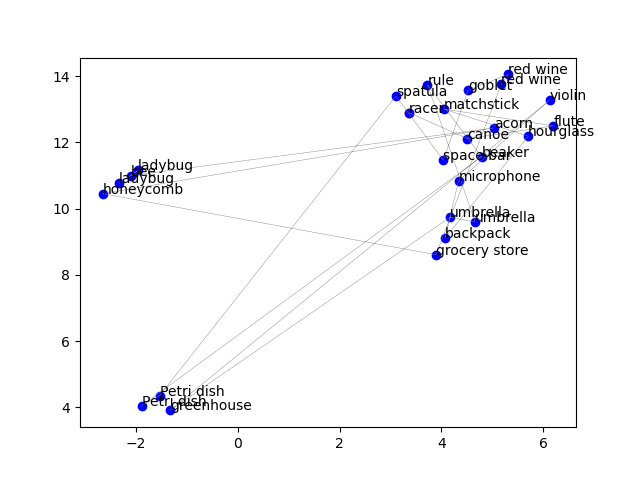 red wine
red wine
rule
goblet
spatula
violin
racer
matchstick
acorn
flute
hourglass
canoe
space bar
beaker
ladybug
bee
ladybug
honeycomb
microphone
umbrella
umbrella
backpack
grocery store
Petri dish
Petri dish
greenhouse
14
12
10
8
6
4
−2
0
2
4
6